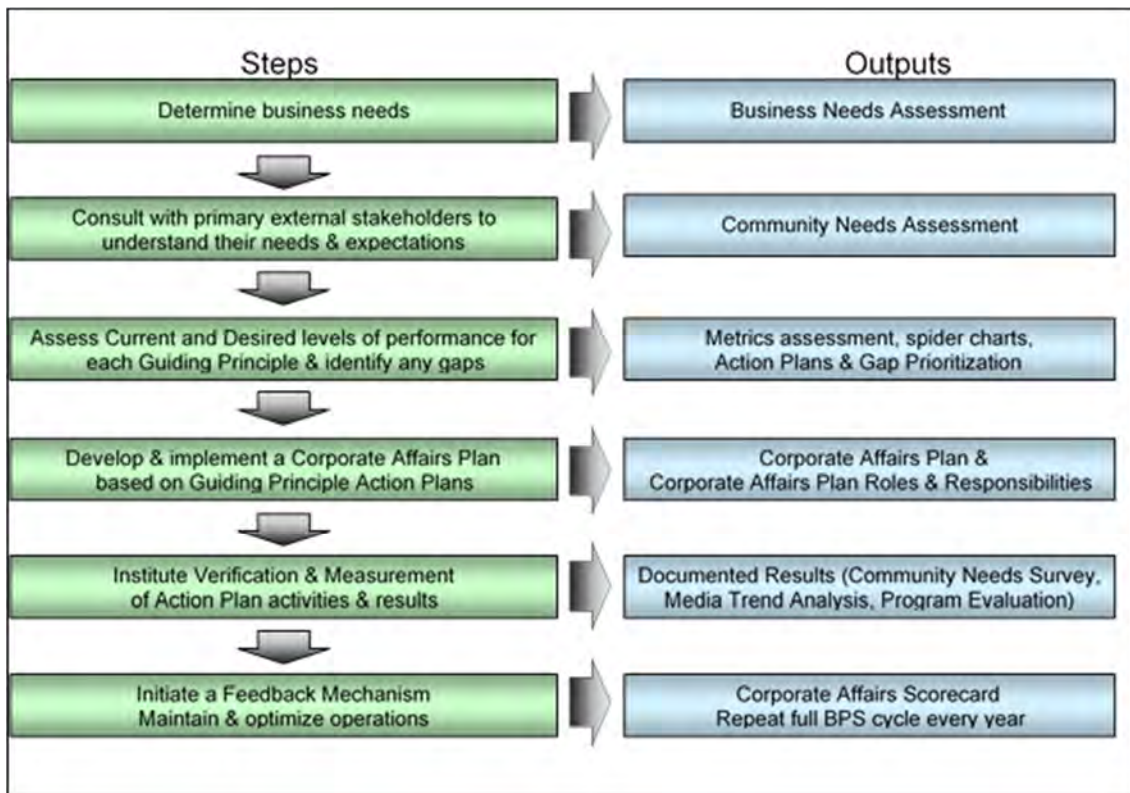 Steps
Outputs
Determine business needs
Business Needs Assessment
Consult with primary external stakeholders to
understand their needs & expectations
Community Needs Assessment
Assess Current and Desired levels of performance for
each Guiding Principle & identify any gaps
Metrics assessment, spider charts,
Action Plans & Gap Prioritization
Develop & implement a Corporate Affairs Plan
based on Guiding Principle Action Plans
Corporate Affairs Plan &
Corporate Affairs Plan Roles & Responsibilities
Institute Verification & Measurement
of Action Plan activities & results
Documented Results (Community Needs Survey,
Media Trend Analysis, Program Evaluation)
Initiate a Feedback Mechanism
Maintain & optimize operations
Corporate Affairs Scorecard
Repeat full BPS cycle every year